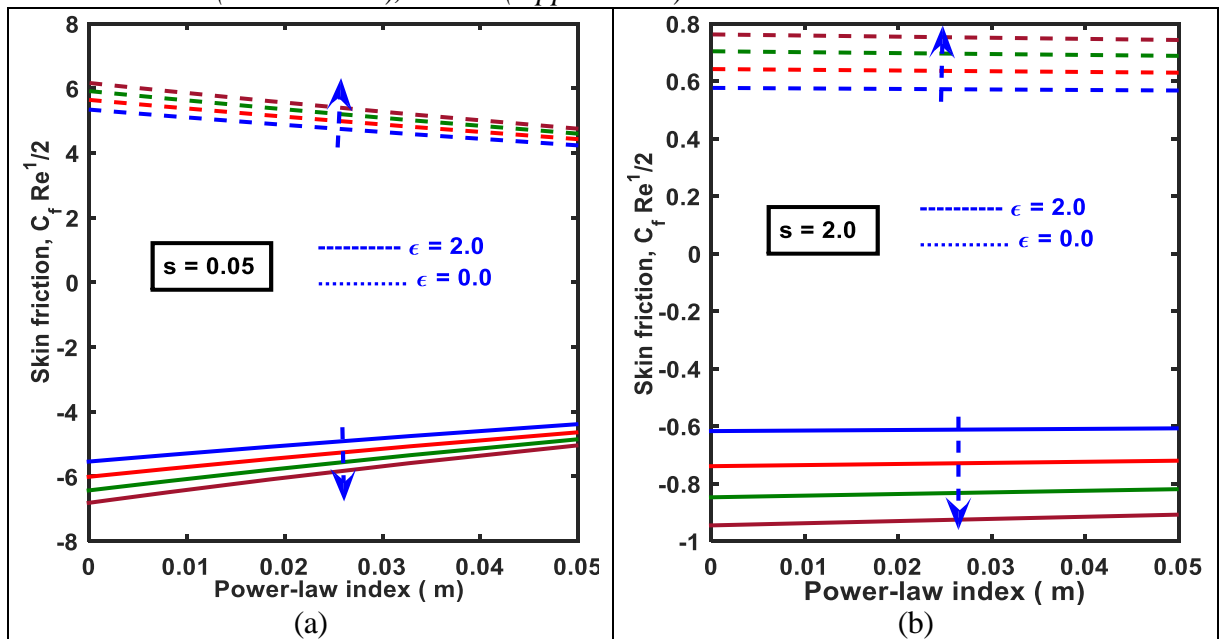 8
6
4
2
0
-2
-4
-6
-8
Skin friction, C_f Re^1/2
s = 0.05
ϵ = 2.0
ϵ = 0.0
0 0.01 0.02 0.03 0.04 0.05
Power-law index ( m)
(a)
0.8
0.6
0.4
0.2
0
-0.2
-0.4
-0.6
-0.8
-1
Skin friction, C_f Re^1/2
s = 2.0
ϵ = 2.0
ϵ = 0.0
0 0.01 0.02 0.03 0.04 0.05
Power-law index ( m)
(b)